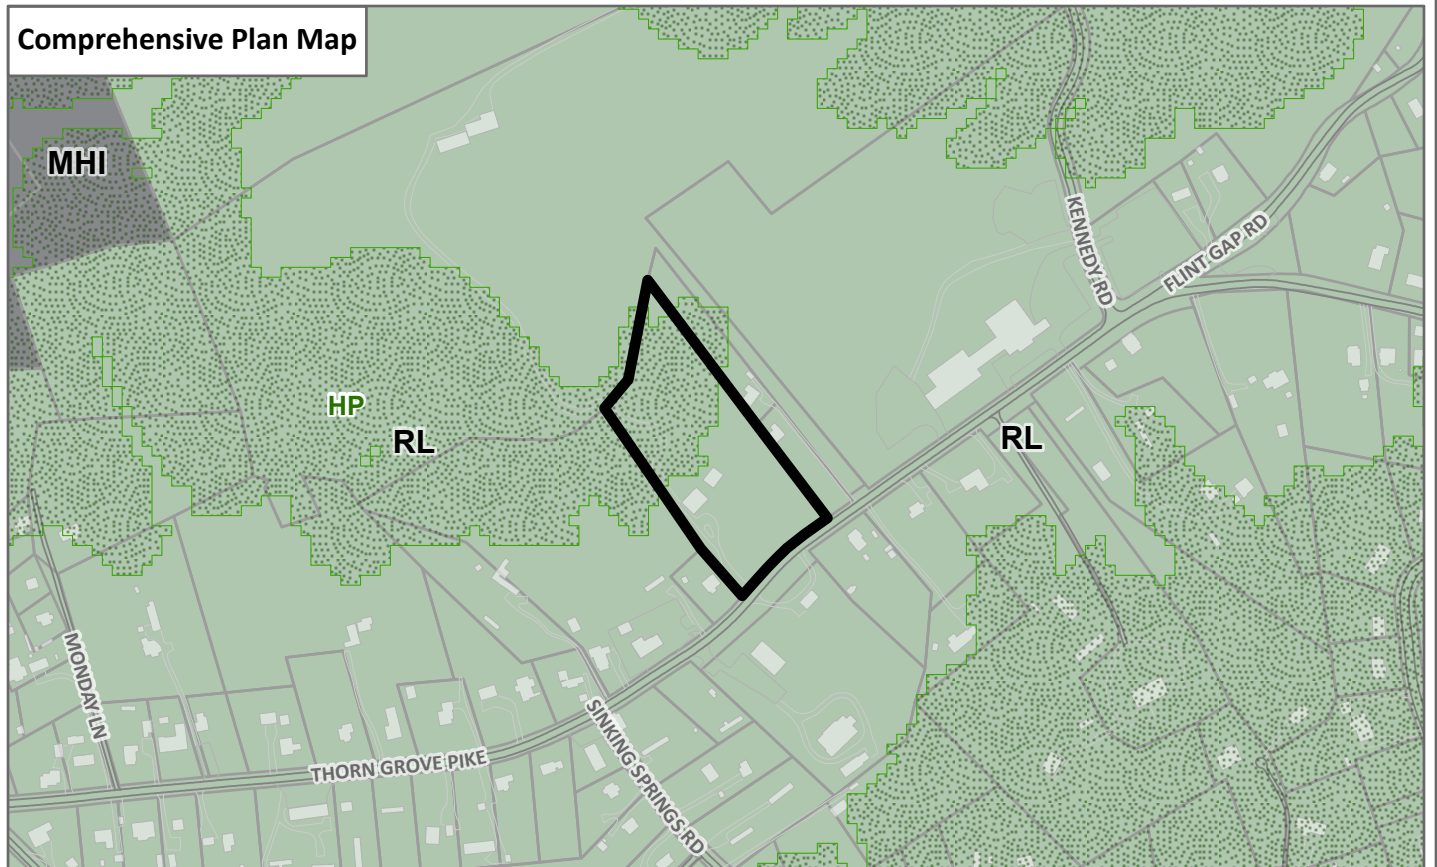 Comprehensive Plan Map
MHI
KENNEDY RD
FLINT GAP RD
HP
RL
RL
MONDAY LN
SINKING SPRINGS RD
THORN GROVE PIKE